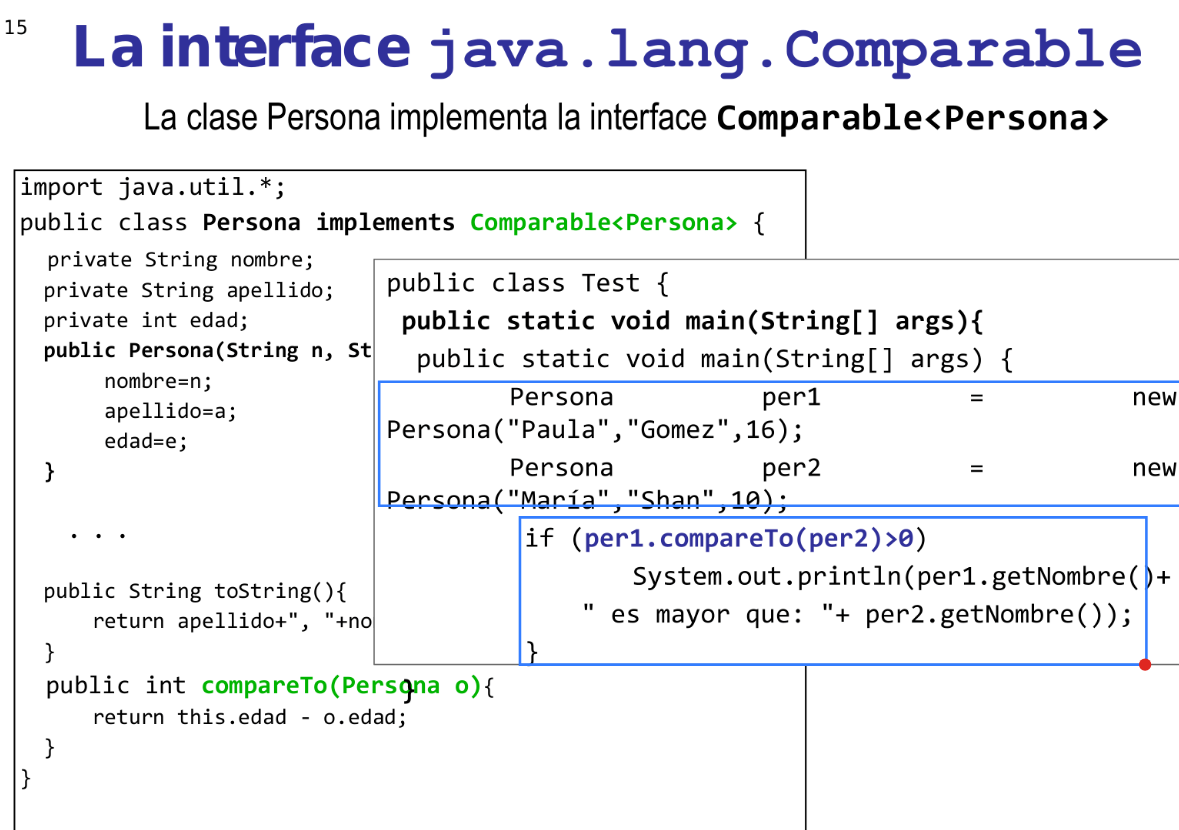 15
La interface java.lang.Comparable
La clase Persona implementa la interface Comparable<Persona>
import java.util.*;
public class Persona implements Comparable<Persona> {
private String nombre;
private String apellido;
private int edad;
public Persona(String n, St
nombre=n;
apellido=a;
edad=e;
}
. . .
public String toString(){
return apellido+", "+no
}
public int compareTo(Persona o){
return this.edad - o.edad;
}
}
public class Test {
public static void main(String[] args){
public static void main(String[] args) {
Persona per1 = new
Persona("Paula","Gomez",16);
Persona per2 = new
Persona("María","Shan",10);
if (per1.compareTo(per2)>0)
System.out.println(per1.getNombre()+
" es mayor que: "+ per2.getNombre());
}
}